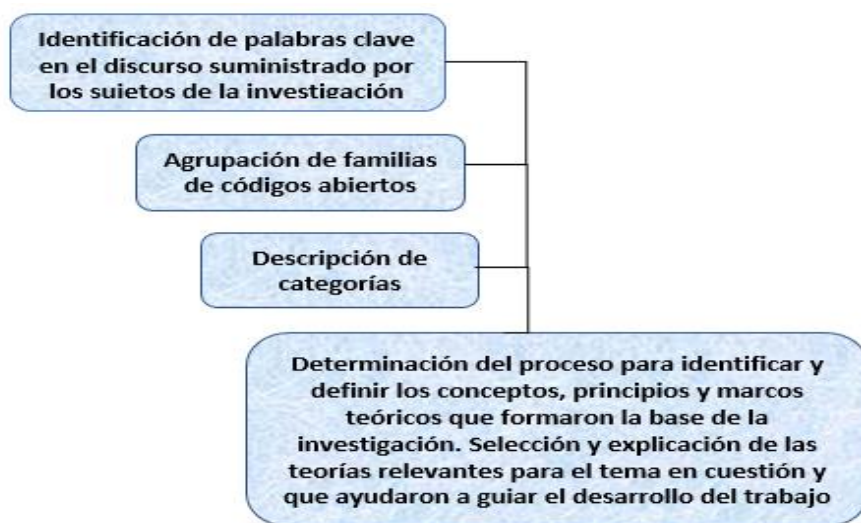 Identificación de palabras clave
en el discurso suministrado por
los sujetos de la investigación
Agrupación de familias
de códigos abiertos
Descripción de
categorías
Determinación del proceso para identificar y
definir los conceptos, principios y marcos
teóricos que formaron la base de la
investigación. Selección y explicación de las
teorías relevantes para el tema en cuestión y
que ayudaron a guiar el desarrollo del trabajo